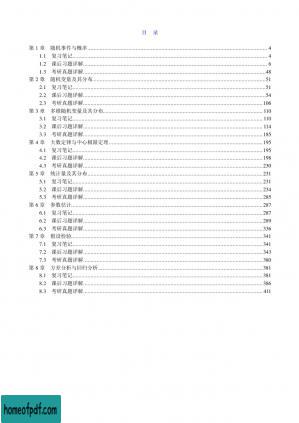 目 录
第 1 章 随机事件与概率........4
1.1 复习笔记........4
1.2 课后习题详解........6
1.3 考研真题详解........48
第 2 章 随机变量及其分布........51
2.1 复习笔记........51
2.2 课后习题详解........54
2.3 考研真题详解........106
第 3 章 多维随机变量及其分布........110
3.1 复习笔记........110
3.2 课后习题详解........114
3.3 考研真题详解........185
第 4 章 大数定律与中心极限定理........195
4.1 复习笔记........195
4.2 课后习题详解........198
4.3 考研真题详解........230
第 5 章 统计量及其分布........231
5.1 复习笔记........231
5.2 课后习题详解........234
5.3 考研真题详解........285
第 6 章 参数估计........287
6.1 复习笔记........287
6.2 课后习题详解........289
6.3 考研真题详解........336
第 7 章 假设检验........341
7.1 复习笔记........341
7.2 课后习题详解........343
7.3 考研真题详解........381
第 8 章 方差分析与回归分析........381
8.1 复习笔记........381
8.2 课后习题详解........386
8.3 考研真题详解........411
homeofpdf.com